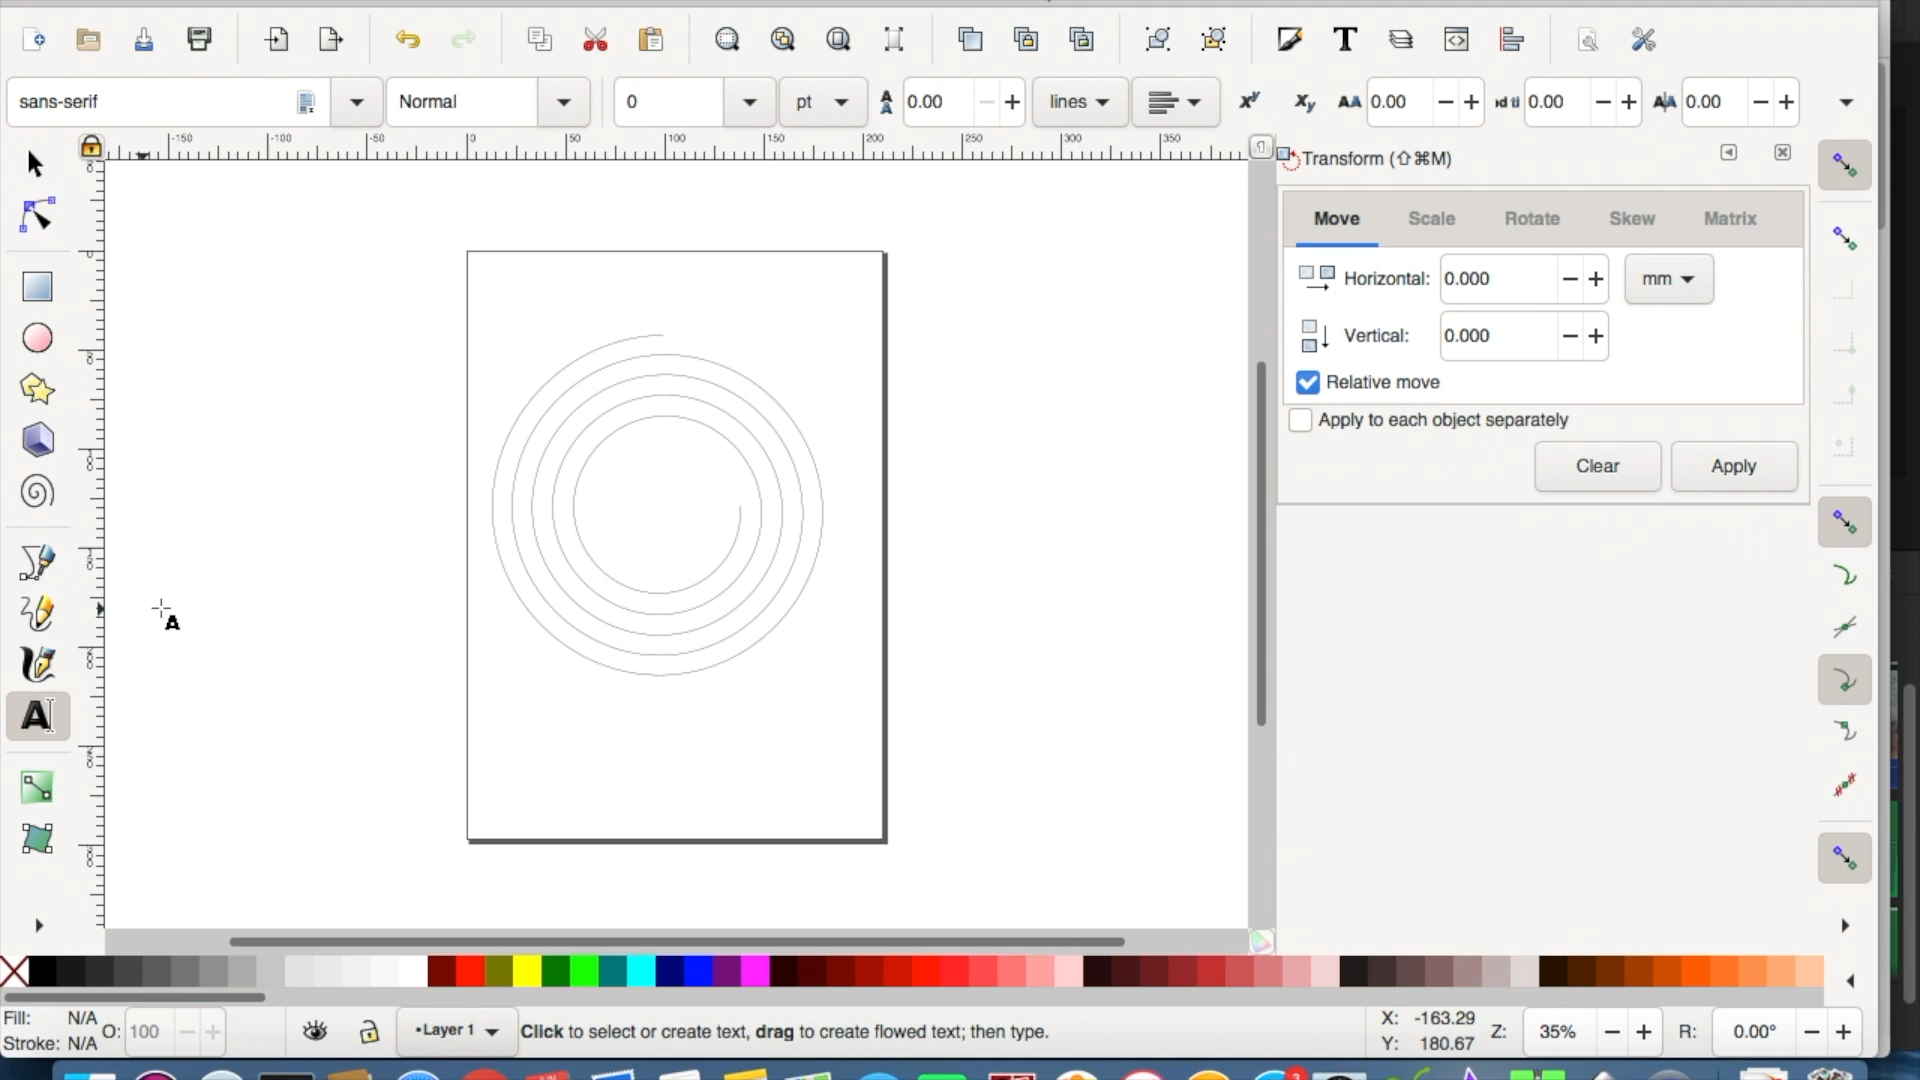 sans-serif
Normal
0
pt
0.00
lines
0.00
0.00
0.00
-150
-100
-50
0
50
100
150
200
250
300
350
Transform (⇧⌘M)
Move
Scale
Rotate
Skew
Matrix
Horizontal:
0.000
mm
Vertical:
0.000
Relative move
Apply to each object separately
Clear
Apply
Fill:
N/A
Stroke:
N/A
O:
100
•Layer 1
Click to select or create text, drag to create flowed text; then type.
X:
-163.29
Y:
180.67
Z:
35%
R:
0.00°